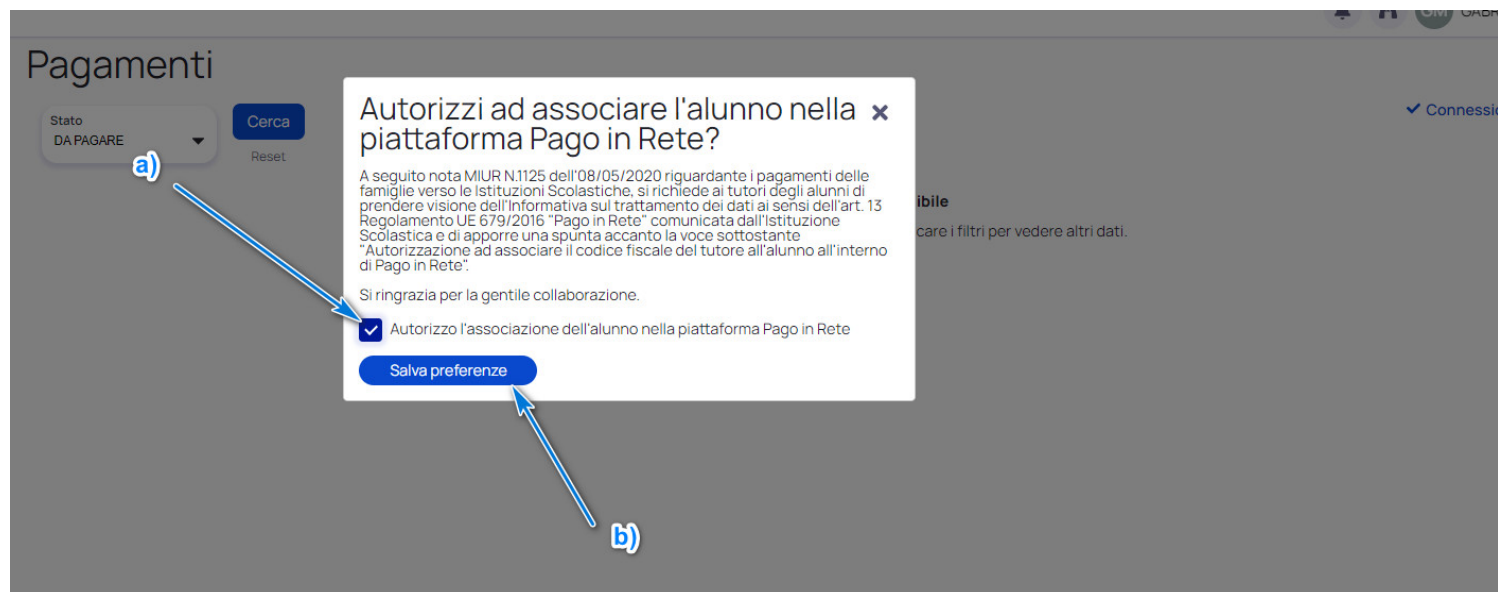 GM
Pagamenti
Stato
DA PAGARE
Cerca
Reset
Autorizzi ad associare l'alunno nella
piattaforma Pago in Rete?
A seguito nota MIUR N.1125 dell'08/05/2020 riguardante i pagamenti delle
famiglie verso le Istituzioni Scolastiche, si richiede ai tutori degli alunni di
prendere visione dell'Informativa sul trattamento dei dati ai sensi dell'art. 13
Regolamento UE 679/2016 "Pago in Rete" comunicata dall'Istituzione
Scolastica e di apporre una spunta accanto la voce sottostante
"Autorizzazione ad associare il codice fiscale del tutore all'alunno all'interno
di Pago in Rete".
Si ringrazia per la gentile collaborazione.
Autorizzo l'associazione dell'alunno nella piattaforma Pago in Rete
Salva preferenze
ibile
care i filtri per vedere altri dati.
Connessio
a)
b)